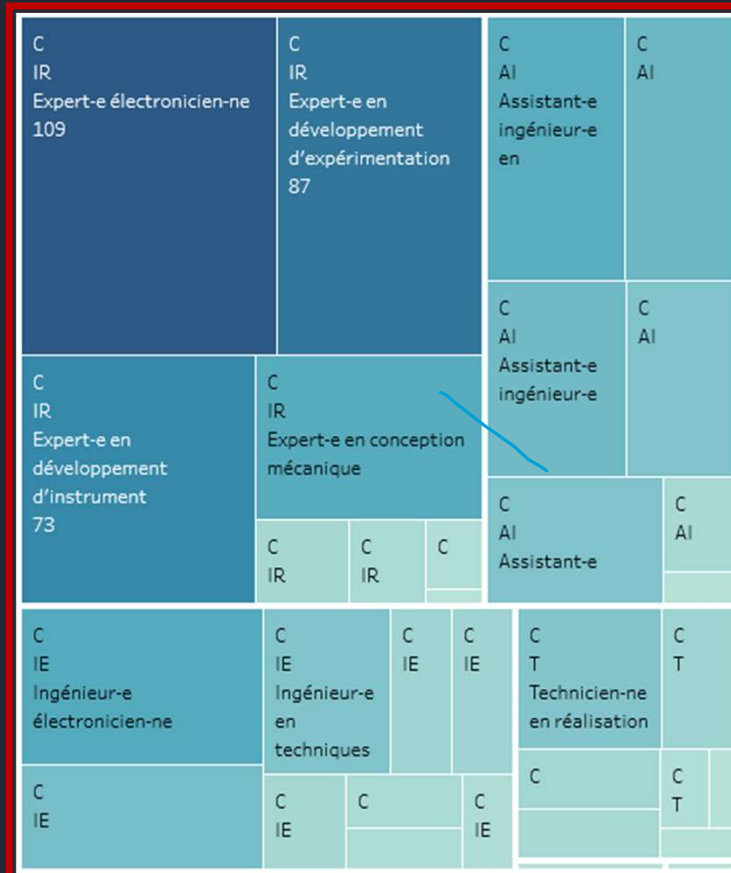 C
IR
Expert-e électronicien-ne
109
C
IR
Expert-e en
développement
d'expérimentation
87
C
AI
Assistant-e
ingénieur-e
en
C
AI
C
AI
Assistant-e
ingénieur-e
C
AI
C
IR
Expert-e en
développement
d'instrument
73
C
IR
Expert-e en conception
mécanique
C
IR
C
IR
C
C
AI
Assistant-e
C
AI
C
IE
Ingénieur-e
électronicien-ne
C
IE
C
IE
Ingénieur-e
en
techniques
C
IE
C
IE
C
IE
C
C
IE
C
T
Technicien-ne
en réalisation
C
T
C
C
T